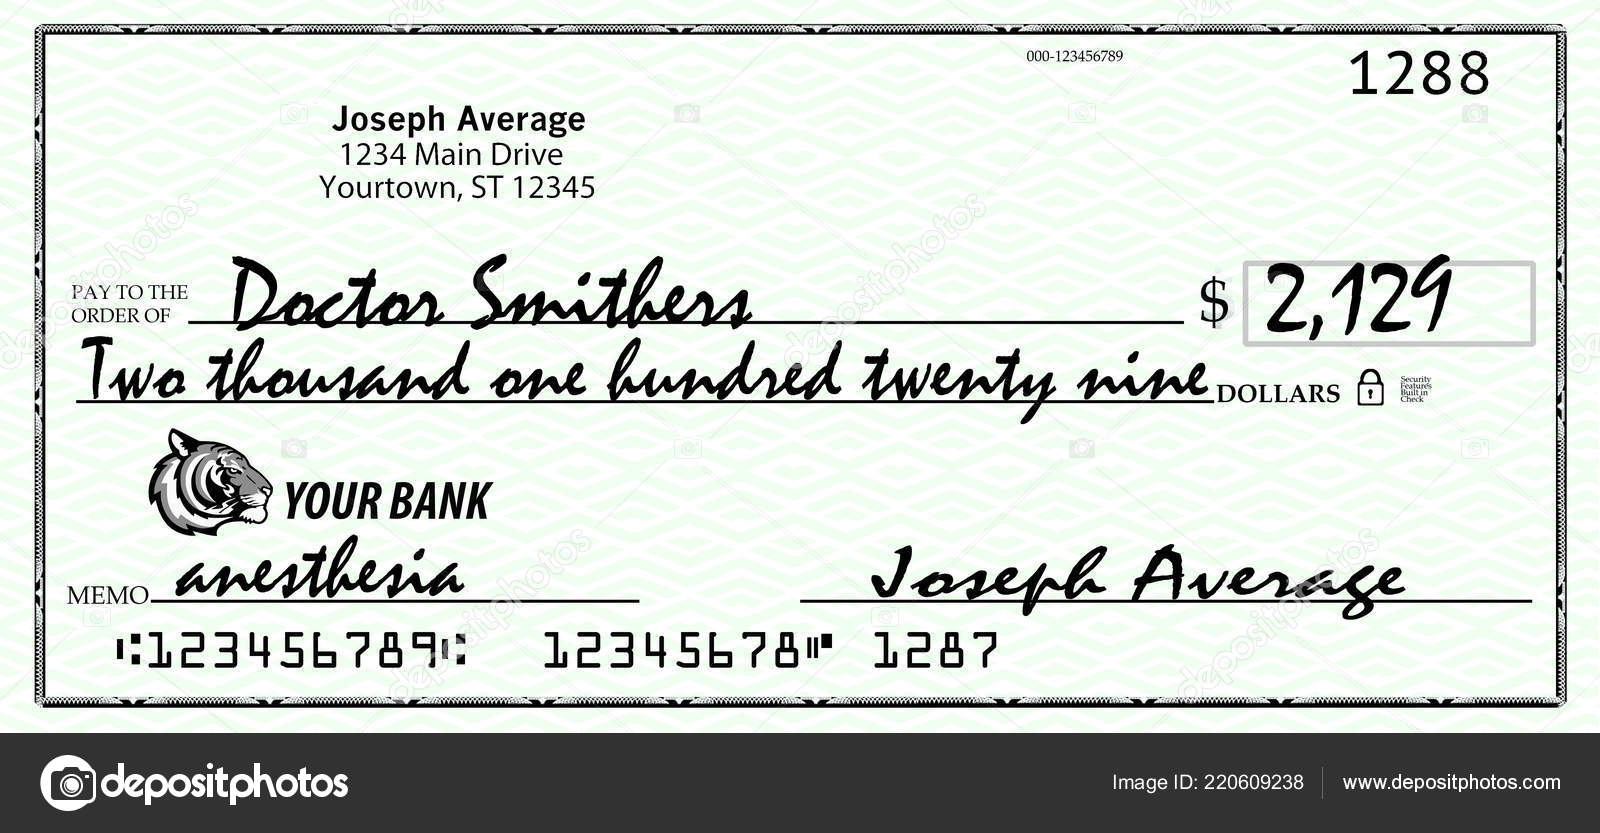 000-123456789
1288
Joseph Average
1234 Main Drive
Yourtown, ST 12345
PAY TO THE
ORDER OF
Doctor Smithers
$ 2,129
Two thousand one hundred twenty nine DOLLARS
Security
Features
Built in
Check
YOUR BANK
MEMO anesthesia
Joseph Average
⑆123456789⑆ 12345678⑈ 1287
depositphotos
Image ID: 220609238
www.depositphotos.com